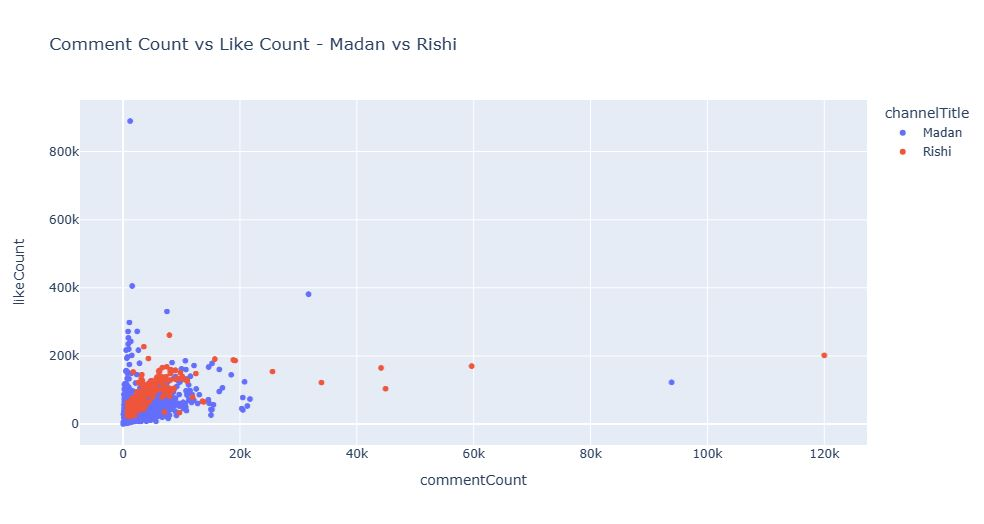 Comment Count vs Like Count - Madan vs Rishi
channelTitle
Madan
Rishi
800k
600k
400k
200k
0
likeCount
0 20k 40k 60k 80k 100k 120k
commentCount